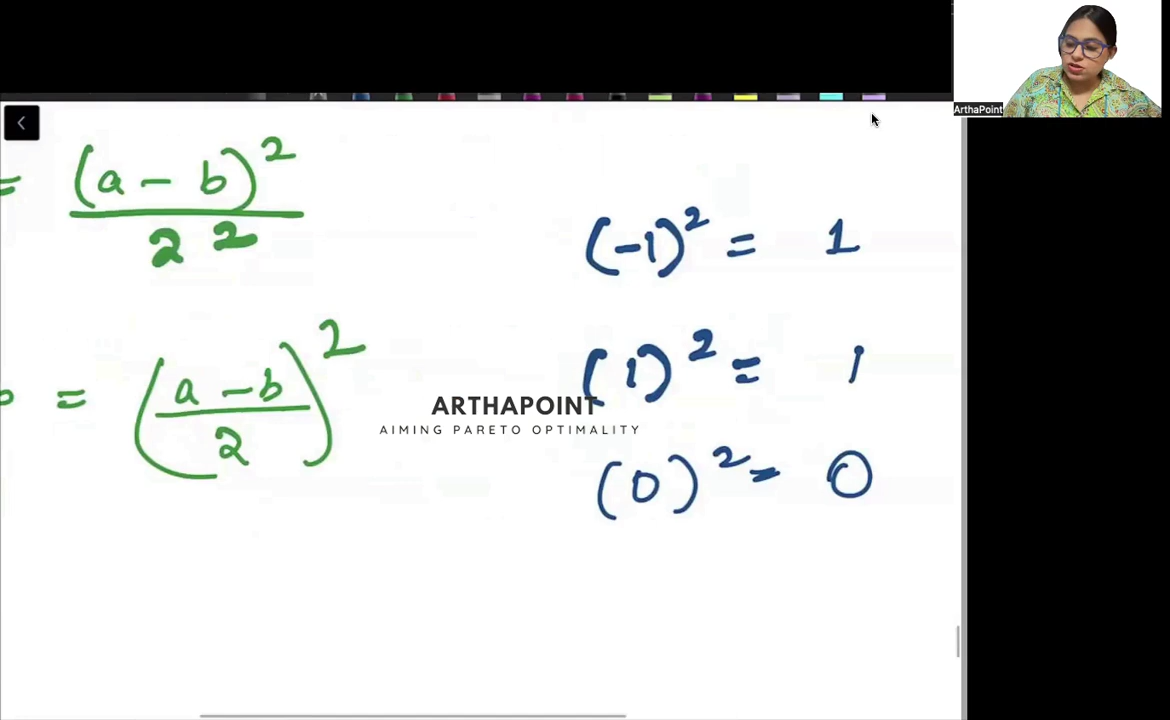 ArthaPoint
= (a - b)²
2²
= (a - b / 2)²
(-1)² = 1
(1)² = 1
(0)² = 0
ARTHAPOINT
AIMING PARETO OPTIMALITY